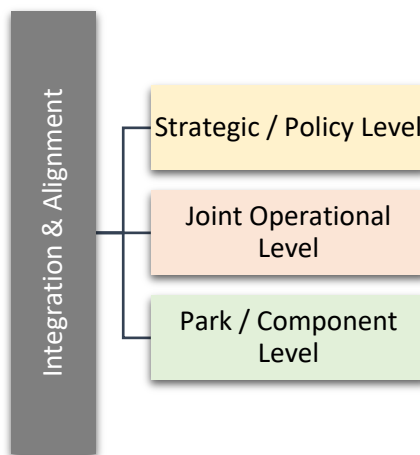 Integration & Alignment
Strategic / Policy Level
Joint Operational
Level
Park / Component
Level